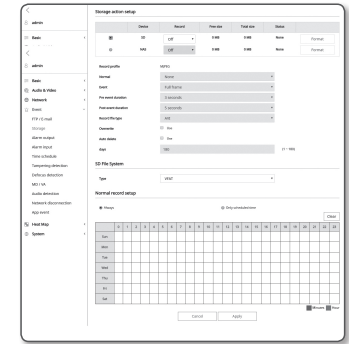 admin
Basic
admin
Basic
Audio & Video
Network
Event
FTP / E-mail
Storage
Alarm output
Alarm input
Time schedule
Tampering detection
Defocus detection
MD / IVA
Audio detection
Network disconnection
App event
Heat Map
System
Storage action setup
Device Record Free size Total size Status
SD Off 0 MB 0 MB None Format
NAS Off 0 MB 0 MB None Format
Record profile MJPEG
Normal None
Event Full frame
Pre event duration 5 seconds
Post event duration 5 seconds
Record file type AVI
Overwrite Use
Auto delete Use
Days 180 (1 ~ 180)
SD File System
Type VFAT
Normal record setup
Always Only scheduled time
Clear
0 1 2 3 4 5 6 7 8 9 10 11 12 13 14 15 16 17 18 19 20 21 22 23
Sun
Mon
Tue
Wed
Thu
Fri
Sat
Minutes Hour
Cancel Apply